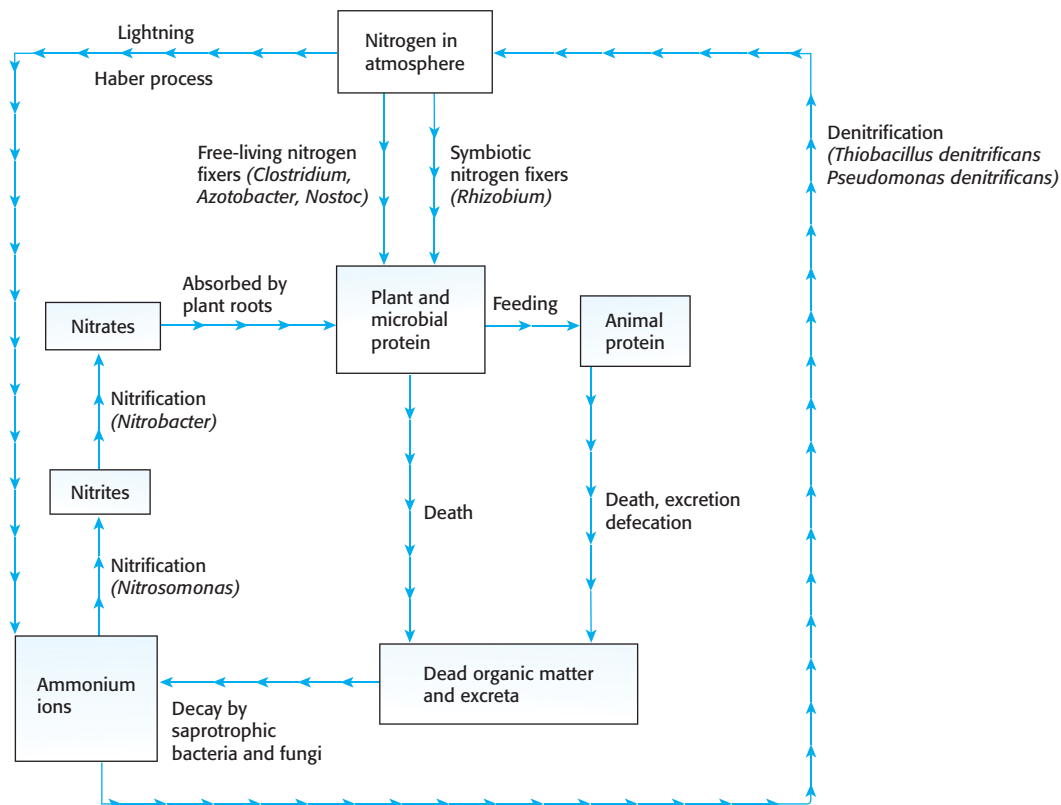 Lightning
Haber process
Nitrogen in
atmosphere
Free-living nitrogen
fixers (Clostridium,
Azotobacter, Nostoc)
Symbiotic
nitrogen fixers
(Rhizobium)
Denitrification
(Thiobacillus denitrificans
Pseudomonas denitrificans)
Absorbed by
plant roots
Nitrates
Plant and
microbial
protein
Feeding
Animal
protein
Nitrification
(Nitrobacter)
Nitrites
Death
Death, excretion
defecation
Nitrification
(Nitrosomonas)
Ammonium
ions
Dead organic matter
and excreta
Decay by
saprotrophic
bacteria and fungi